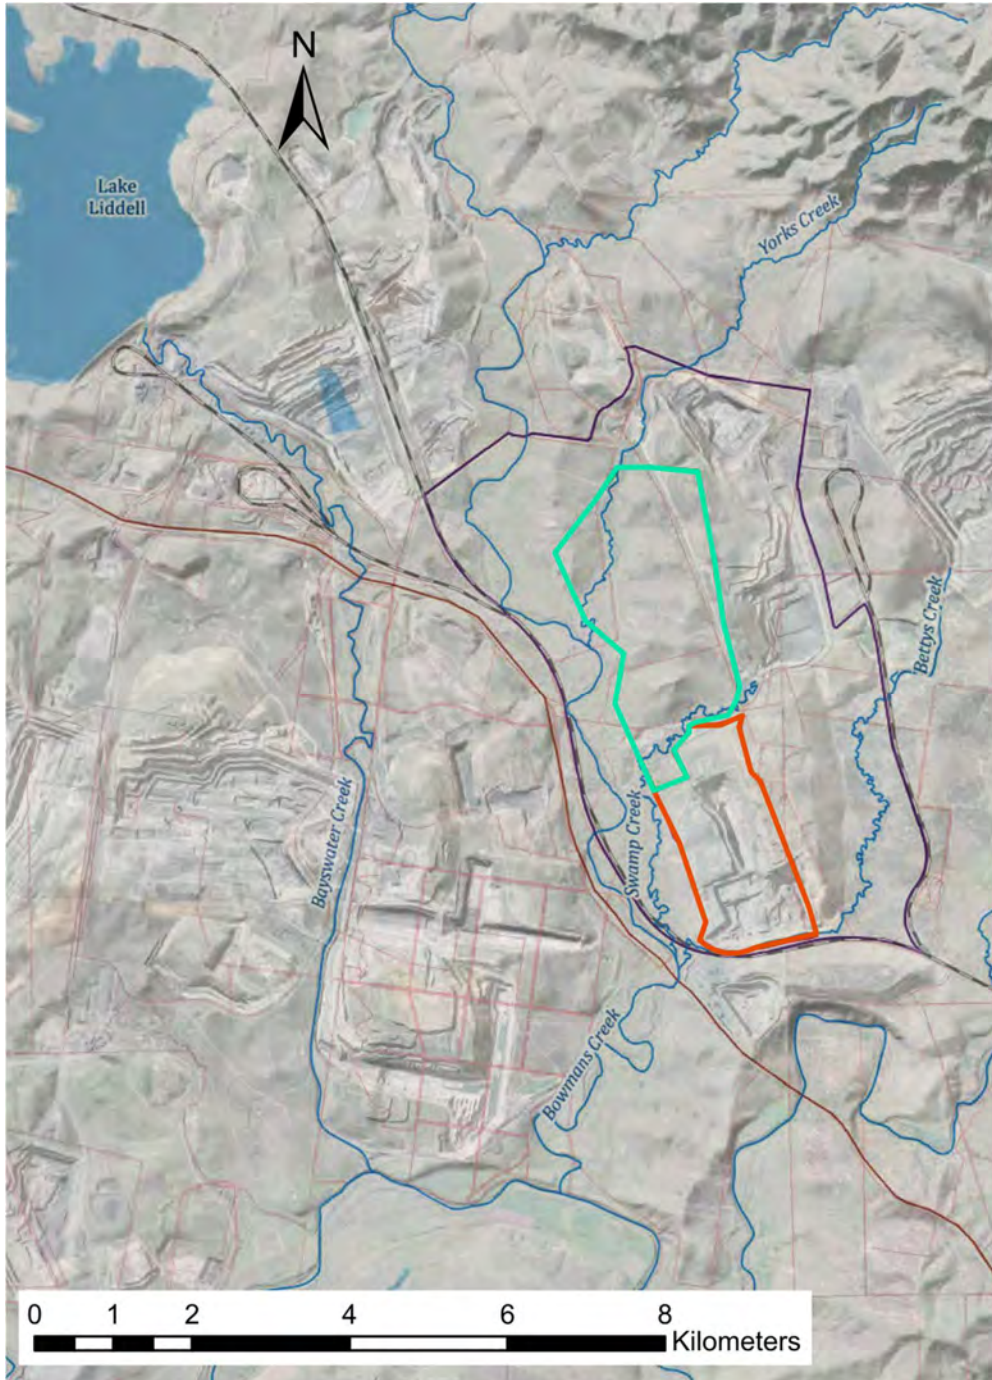 N
Lake
Liddell
Yorks Creek
Bettys Creek
Swamp Creek
Bayswater Creek
Bowmans Creek
0 1 2 4 6 8
Kilometers